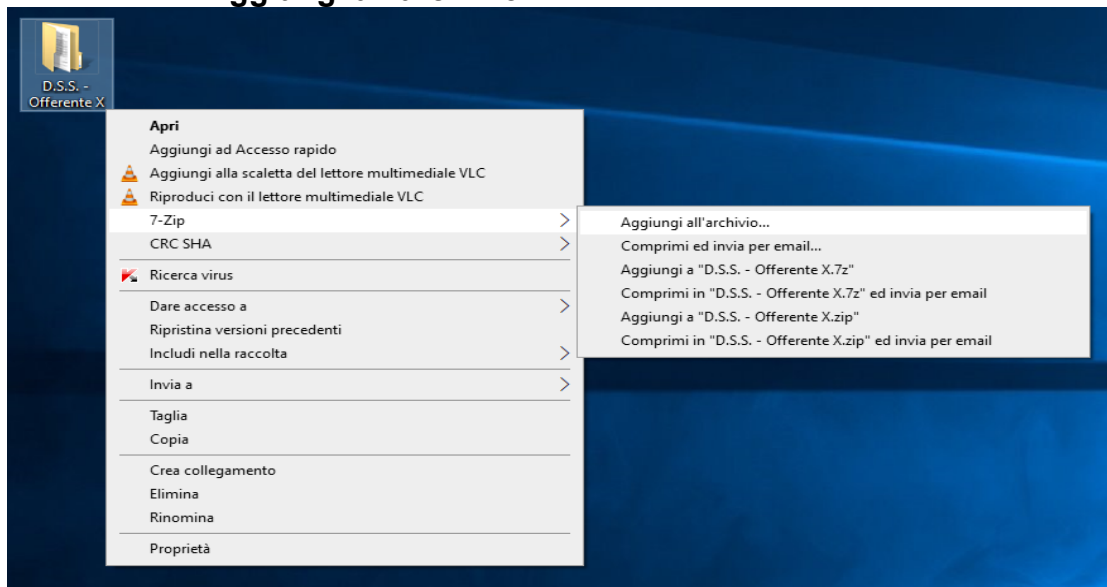 D.S.S. -
Offerente X
Apri
Aggiungi ad Accesso rapido
Aggiungi alla scaletta del lettore multimediale VLC
Riproduci con il lettore multimediale VLC
7-Zip
CRC SHA
Ricerca virus
Dare accesso a
Ripristina versioni precedenti
Includi nella raccolta
Invia a
Taglia
Copia
Crea collegamento
Elimina
Rinomina
Proprietà
Aggiungi all'archivio...
Comprimi ed invia per email...
Aggiungi a "D.S.S. - Offerente X.7z"
Comprimi in "D.S.S. - Offerente X.7z" ed invia per email
Aggiungi a "D.S.S. - Offerente X.zip"
Comprimi in "D.S.S. - Offerente X.zip" ed invia per email